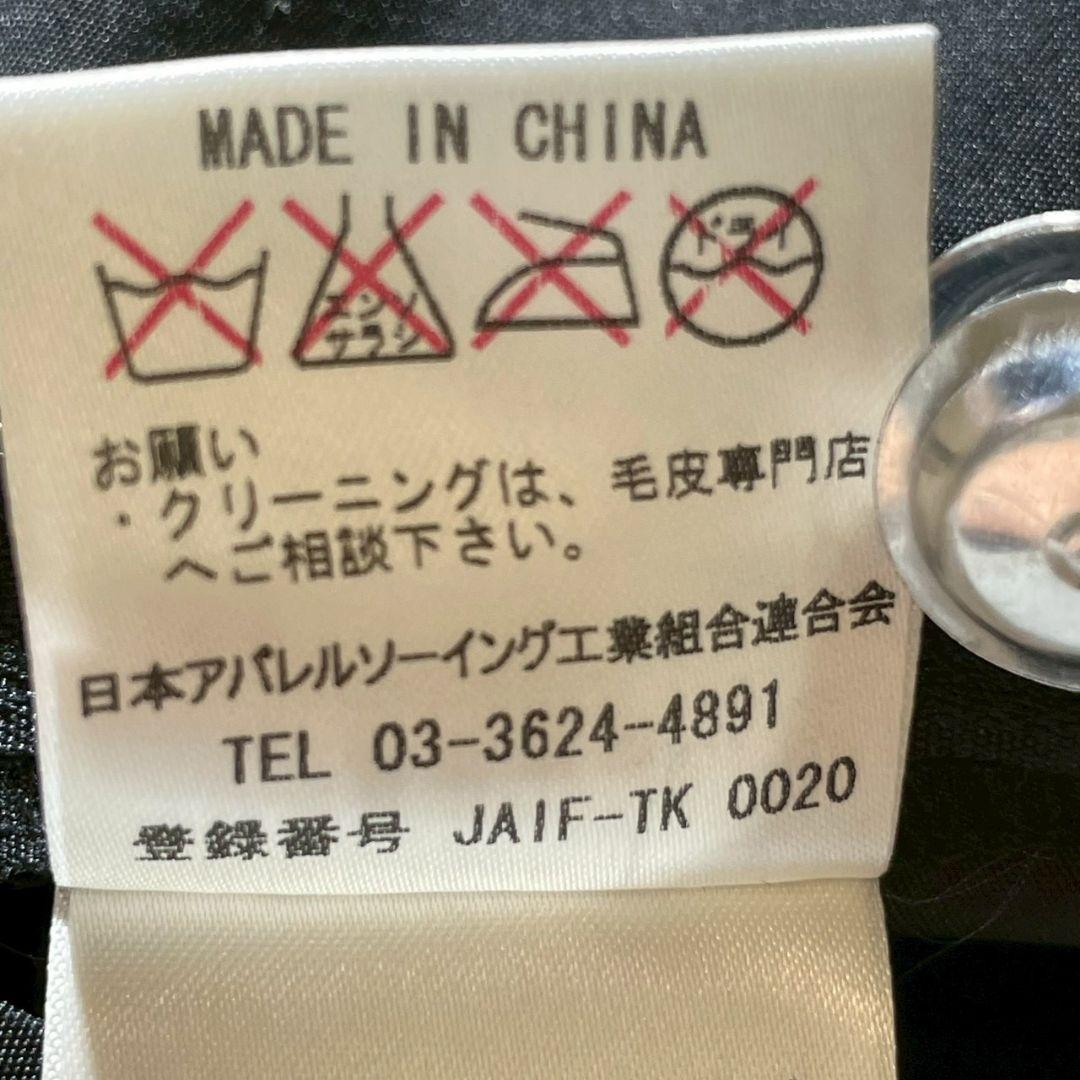 MADE IN CHINA
エンソ サラシ
ドライ
お願い
・クリーニングは、毛皮専門店
へご相談下さい。
日本アパレルソーイング工業組合連合会
TEL 03-3624-4891
登録番号 JAIF-TK 0020